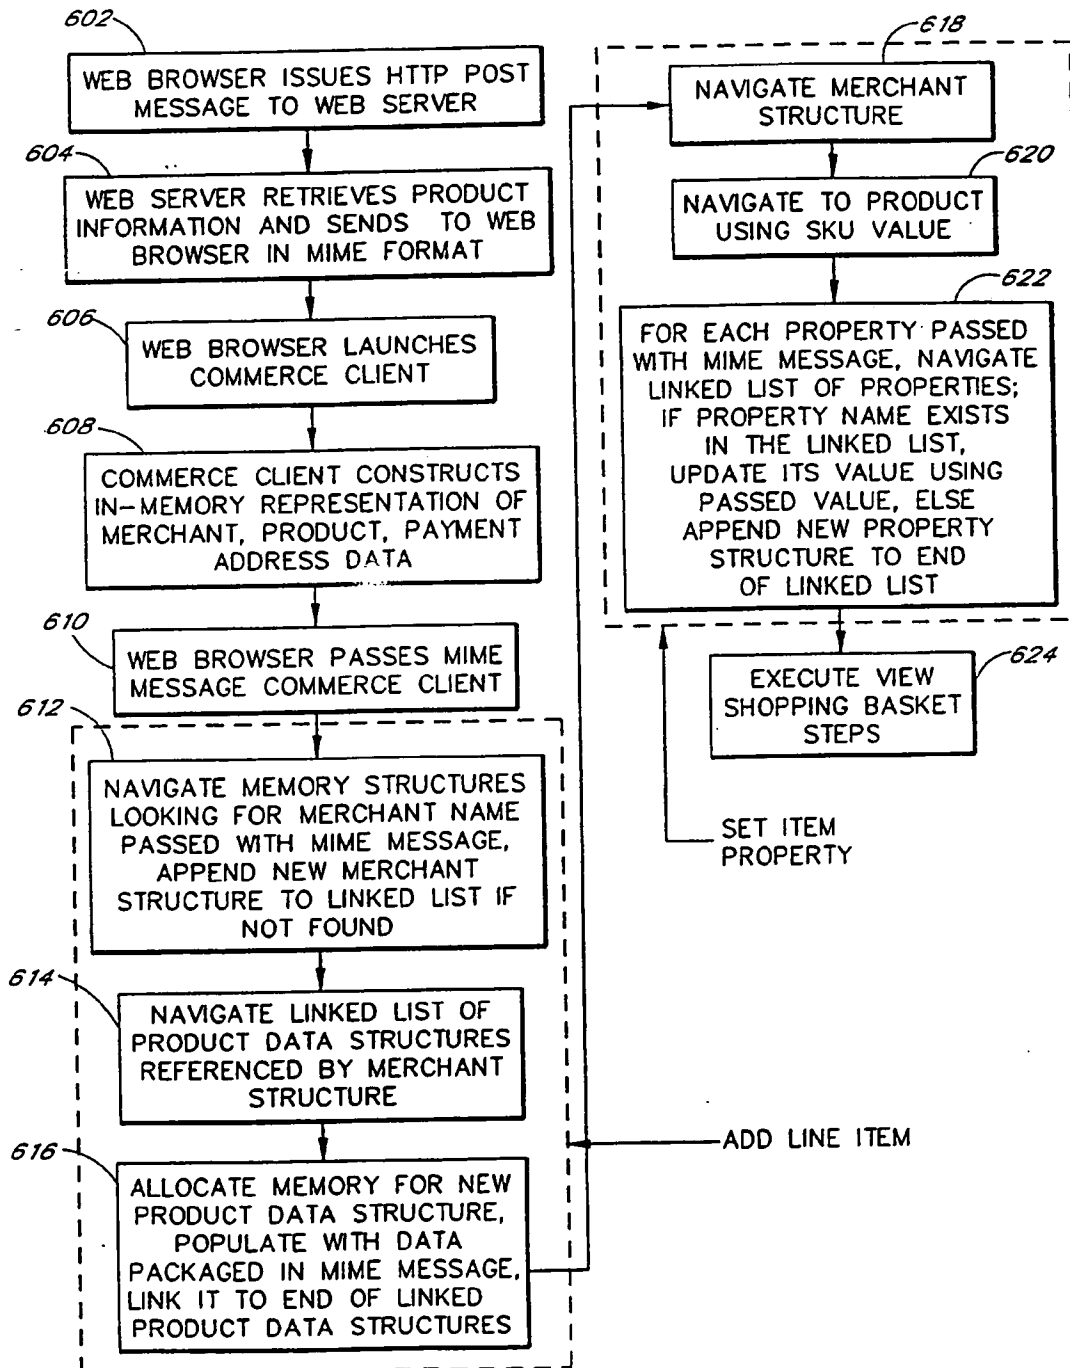 602
WEB BROWSER ISSUES HTTP POST
MESSAGE TO WEB SERVER
604
WEB SERVER RETRIEVES PRODUCT
INFORMATION AND SENDS TO WEB
BROWSER IN MIME FORMAT
606
WEB BROWSER LAUNCHES
COMMERCE CLIENT
608
COMMERCE CLIENT CONSTRUCTS
IN-MEMORY REPRESENTATION OF
MERCHANT, PRODUCT, PAYMENT
ADDRESS DATA
610
WEB BROWSER PASSES MIME
MESSAGE COMMERCE CLIENT
612
NAVIGATE MEMORY STRUCTURES
LOOKING FOR MERCHANT NAME
PASSED WITH MIME MESSAGE,
APPEND NEW MERCHANT
STRUCTURE TO LINKED LIST IF
NOT FOUND
614
NAVIGATE LINKED LIST OF
PRODUCT DATA STRUCTURES
REFERENCED BY MERCHANT
STRUCTURE
616
ALLOCATE MEMORY FOR NEW
PRODUCT DATA STRUCTURE,
POPULATE WITH DATA
PACKAGED IN MIME MESSAGE,
LINK IT TO END OF LINKED
PRODUCT DATA STRUCTURES
ADD LINE ITEM
618
NAVIGATE MERCHANT
STRUCTURE
620
NAVIGATE TO PRODUCT
USING SKU VALUE
622
FOR EACH PROPERTY PASSED
WITH MIME MESSAGE, NAVIGATE
LINKED LIST OF PROPERTIES;
IF PROPERTY NAME EXISTS
IN THE LINKED LIST,
UPDATE ITS VALUE USING
PASSED VALUE, ELSE
APPEND NEW PROPERTY
STRUCTURE TO END
OF LINKED LIST
624
EXECUTE VIEW
SHOPPING BASKET
STEPS
SET ITEM
PROPERTY